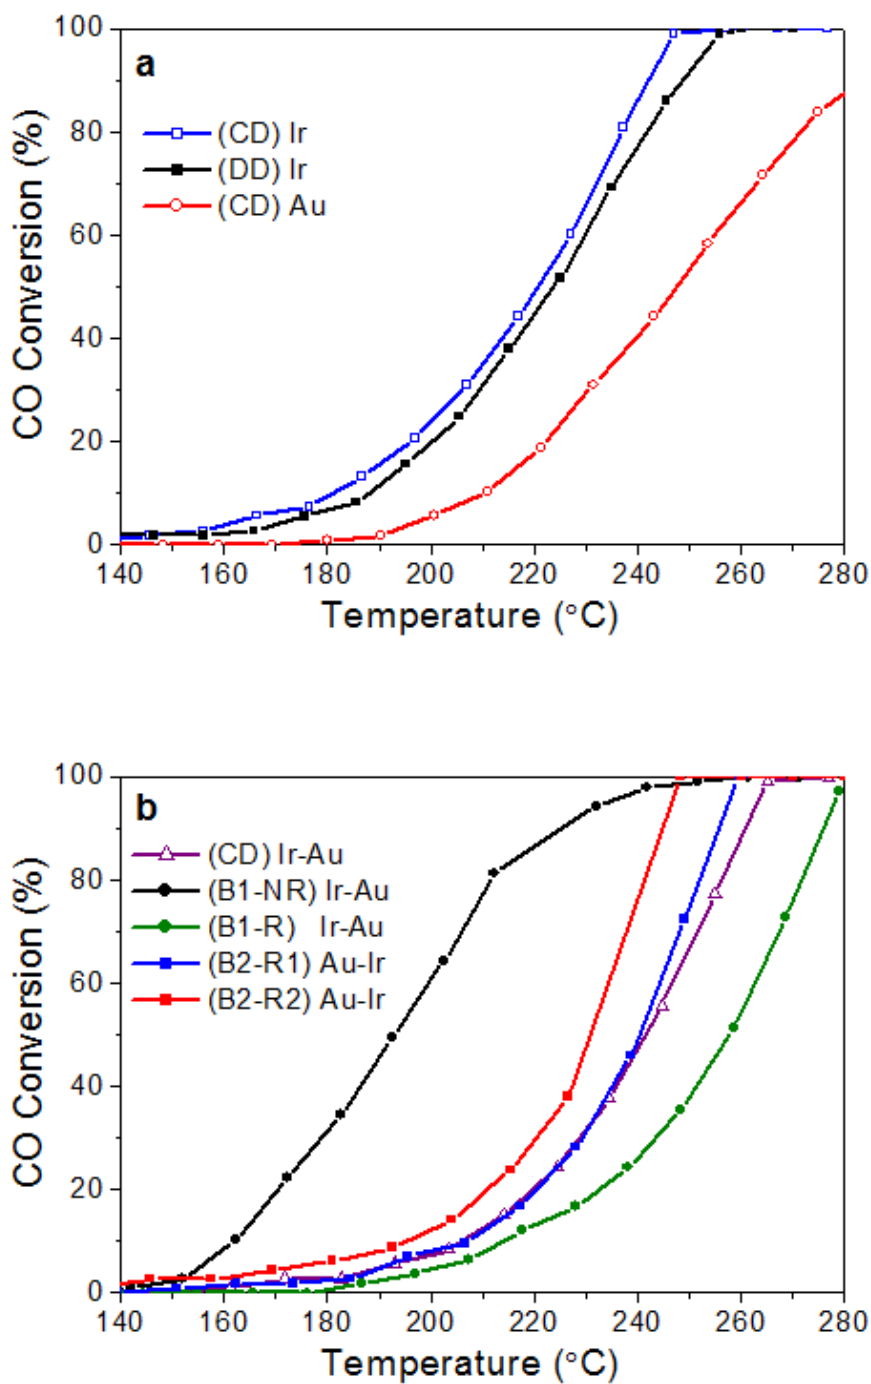 a
(CD) Ir
(DD) Ir
(CD) Au
CO Conversion (%)
100
80
60
40
20
0
140 160 180 200 220 240 260 280
Temperature (°C)
b
(CD) Ir-Au
(B1-NR) Ir-Au
(B1-R) Ir-Au
(B2-R1) Au-Ir
(B2-R2) Au-Ir
CO Conversion (%)
100
80
60
40
20
0
140 160 180 200 220 240 260 280
Temperature (°C)